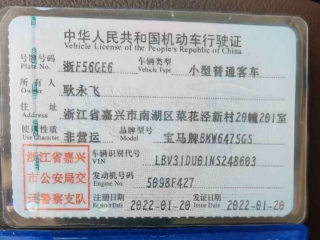 中华人民共和国机动车行驶证
Vehicle License of the People's Republic of China
号牌号码 浙F56GE6 车辆类型 小型普通客车
Plate No. Vehicle Type
所有人 耿永飞
Owner
住址 浙江省嘉兴市南湖区菜花泾新村20幢201室
Address
使用性质 非营运 品牌型号 宝马牌BMW6475GS
Use Character Model
浙江省嘉兴市公安局交通警察支队
车辆识别代号 LBV31DU01NS248603
VIN
发动机号码 5098F427
Engine No.
注册日期 2022-01-20 发证日期 2022-01-20
Register Date Issue Date